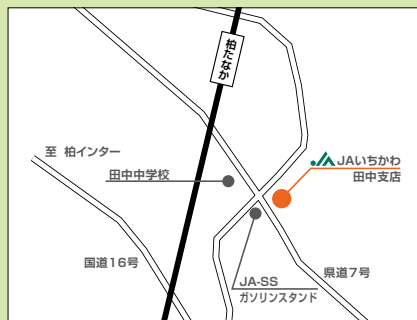 柏たなか
至 柏インター
田中中学校
JAいちかわ
田中支店
国道16号
JA-SS
ガソリンスタンド
県道7号